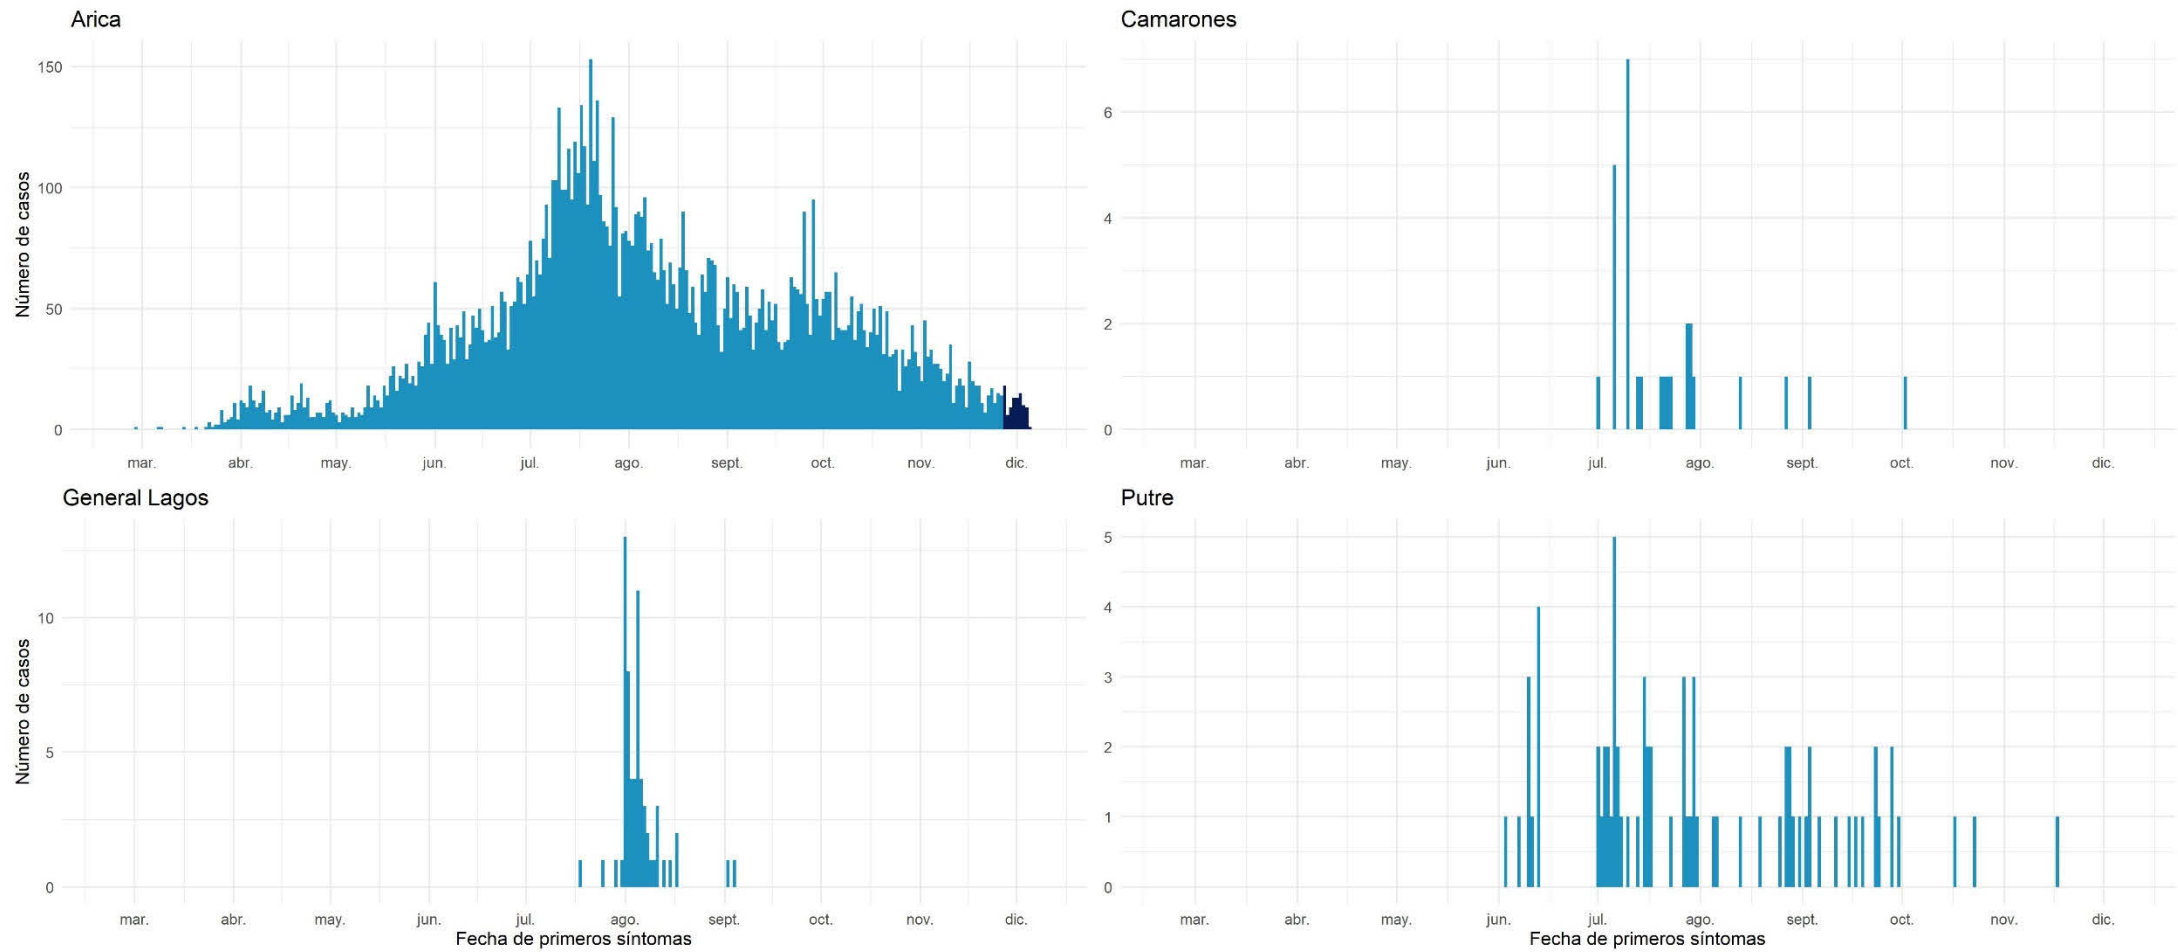 Arica
Número de casos
150
100
50
0
mar. abr. may. jun. jul. ago. sept. oct. nov. dic.
Camarones
6
4
2
0
mar. abr. may. jun. jul. ago. sept. oct. nov. dic.
General Lagos
Número de casos
10
5
0
mar. abr. may. jun. jul. ago. sept. oct. nov. dic.
Fecha de primeros síntomas
Putre
5
4
3
2
1
0
mar. abr. may. jun. jul. ago. sept. oct. nov. dic.
Fecha de primeros síntomas